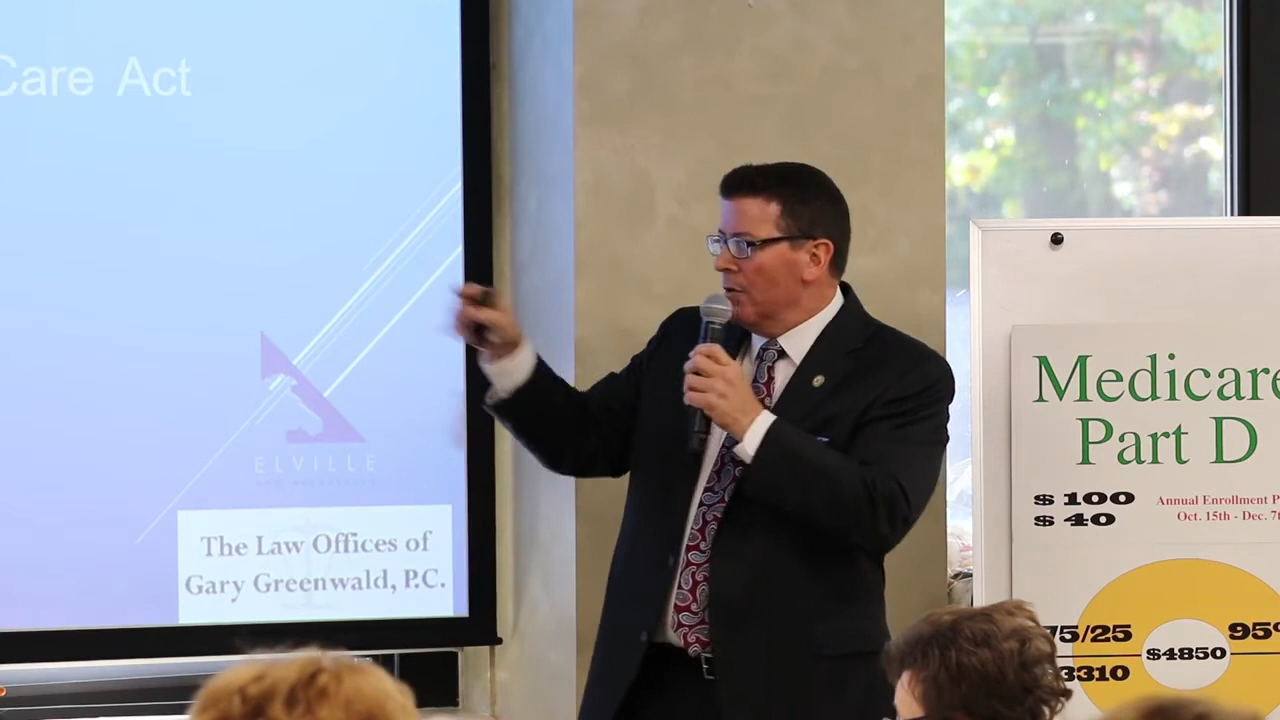 Care Act
ELVILLE
The Law Offices of
Gary Greenwald, P.C.
Medicare
Part D
$ 100
$ 40
Annual Enrollment P
Oct. 15th - Dec. 7t
75/25
95
$4850
3310